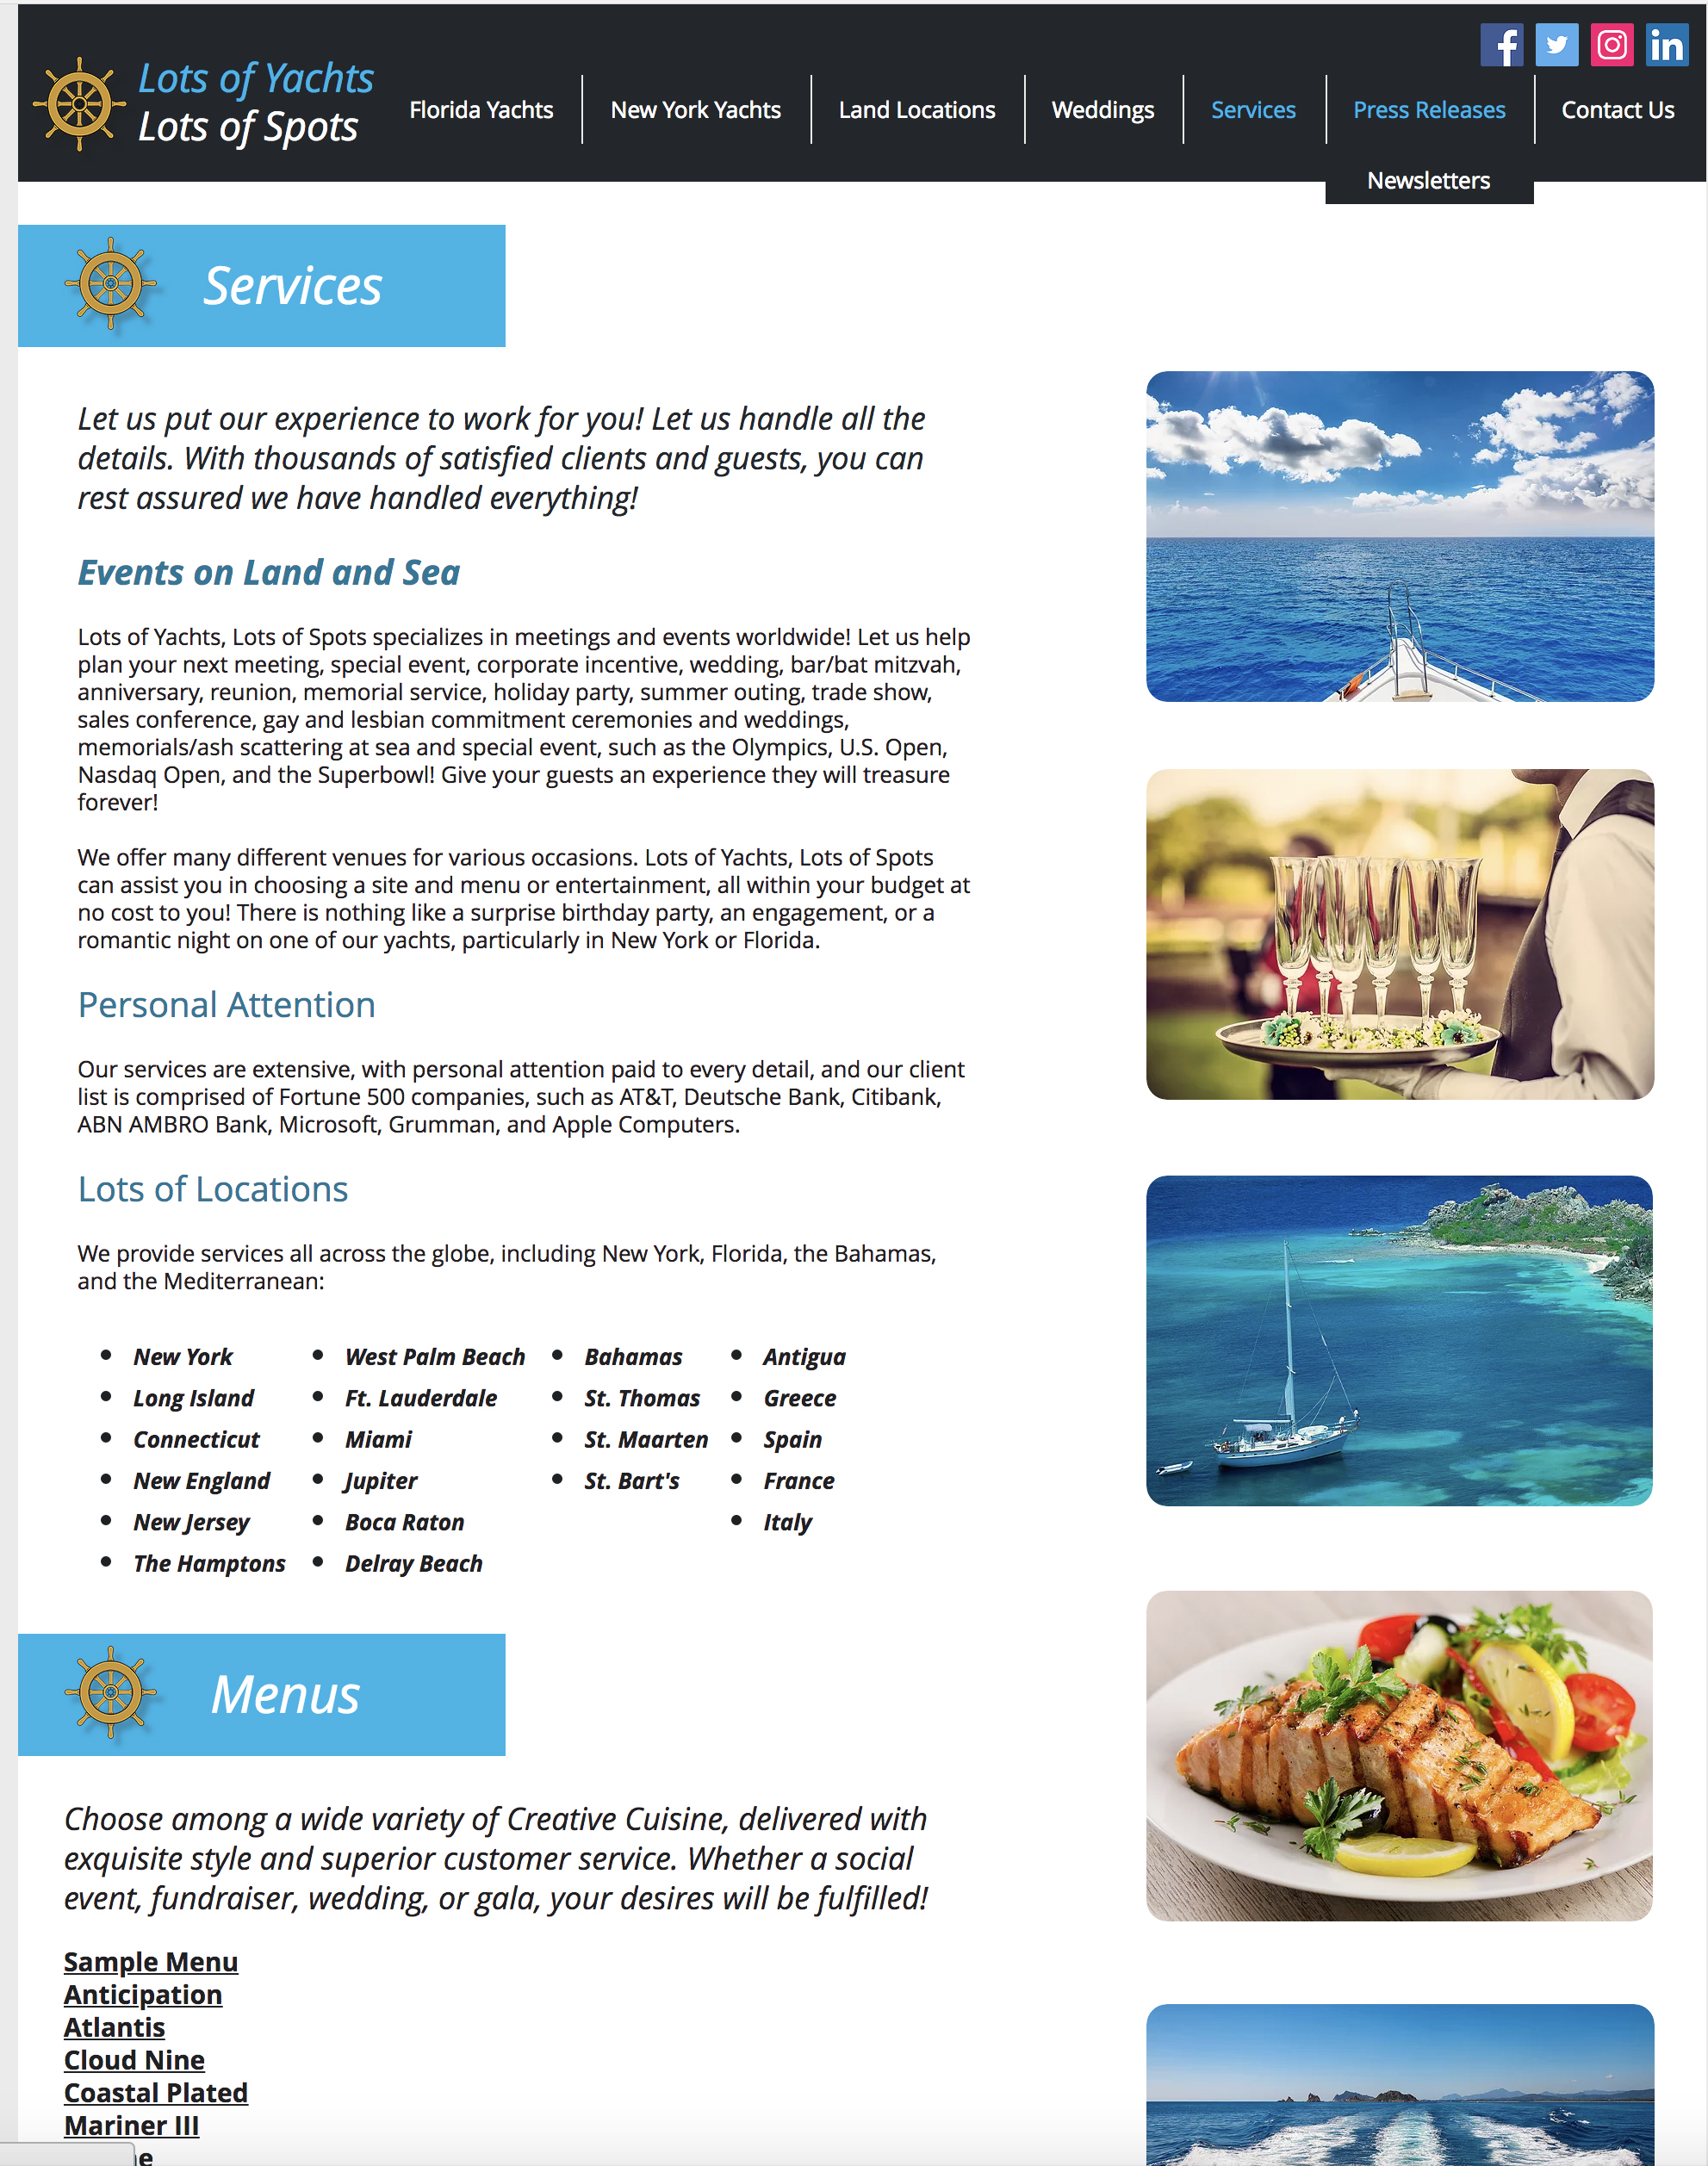 Lots of Yachts
Lots of Spots
Florida Yachts
New York Yachts
Land Locations
Weddings
Services
Press Releases
Contact Us
Newsletters
Services
Let us put our experience to work for you! Let us handle all the
details. With thousands of satisfied clients and guests, you can
rest assured we have handled everything!
Events on Land and Sea
Lots of Yachts, Lots of Spots specializes in meetings and events worldwide! Let us help
plan your next meeting, special event, corporate incentive, wedding, bar/bat mitzvah,
anniversary, reunion, memorial service, holiday party, summer outing, trade show,
sales conference, gay and lesbian commitment ceremonies and weddings,
memorials/ash scattering at sea and special event, such as the Olympics, U.S. Open,
Nasdaq Open, and the Superbowl! Give your guests an experience they will treasure
forever!
We offer many different venues for various occasions. Lots of Yachts, Lots of Spots
can assist you in choosing a site and menu or entertainment, all within your budget at
no cost to you! There is nothing like a surprise birthday party, an engagement, or a
romantic night on one of our yachts, particularly in New York or Florida.
Personal Attention
Our services are extensive, with personal attention paid to every detail, and our client
list is comprised of Fortune 500 companies, such as AT&T, Deutsche Bank, Citibank,
ABN AMBRO Bank, Microsoft, Grumman, and Apple Computers.
Lots of Locations
We provide services all across the globe, including New York, Florida, the Bahamas,
and the Mediterranean:
New York
Long Island
Connecticut
New England
New Jersey
The Hamptons
West Palm Beach
Ft. Lauderdale
Miami
Jupiter
Boca Raton
Delray Beach
Bahamas
St. Thomas
St. Maarten
St. Bart's
Antigua
Greece
Spain
France
Italy
Menus
Choose among a wide variety of Creative Cuisine, delivered with
exquisite style and superior customer service. Whether a social
event, fundraiser, wedding, or gala, your desires will be fulfilled!
Sample Menu
Anticipation
Atlantis
Cloud Nine
Coastal Plated
Mariner III